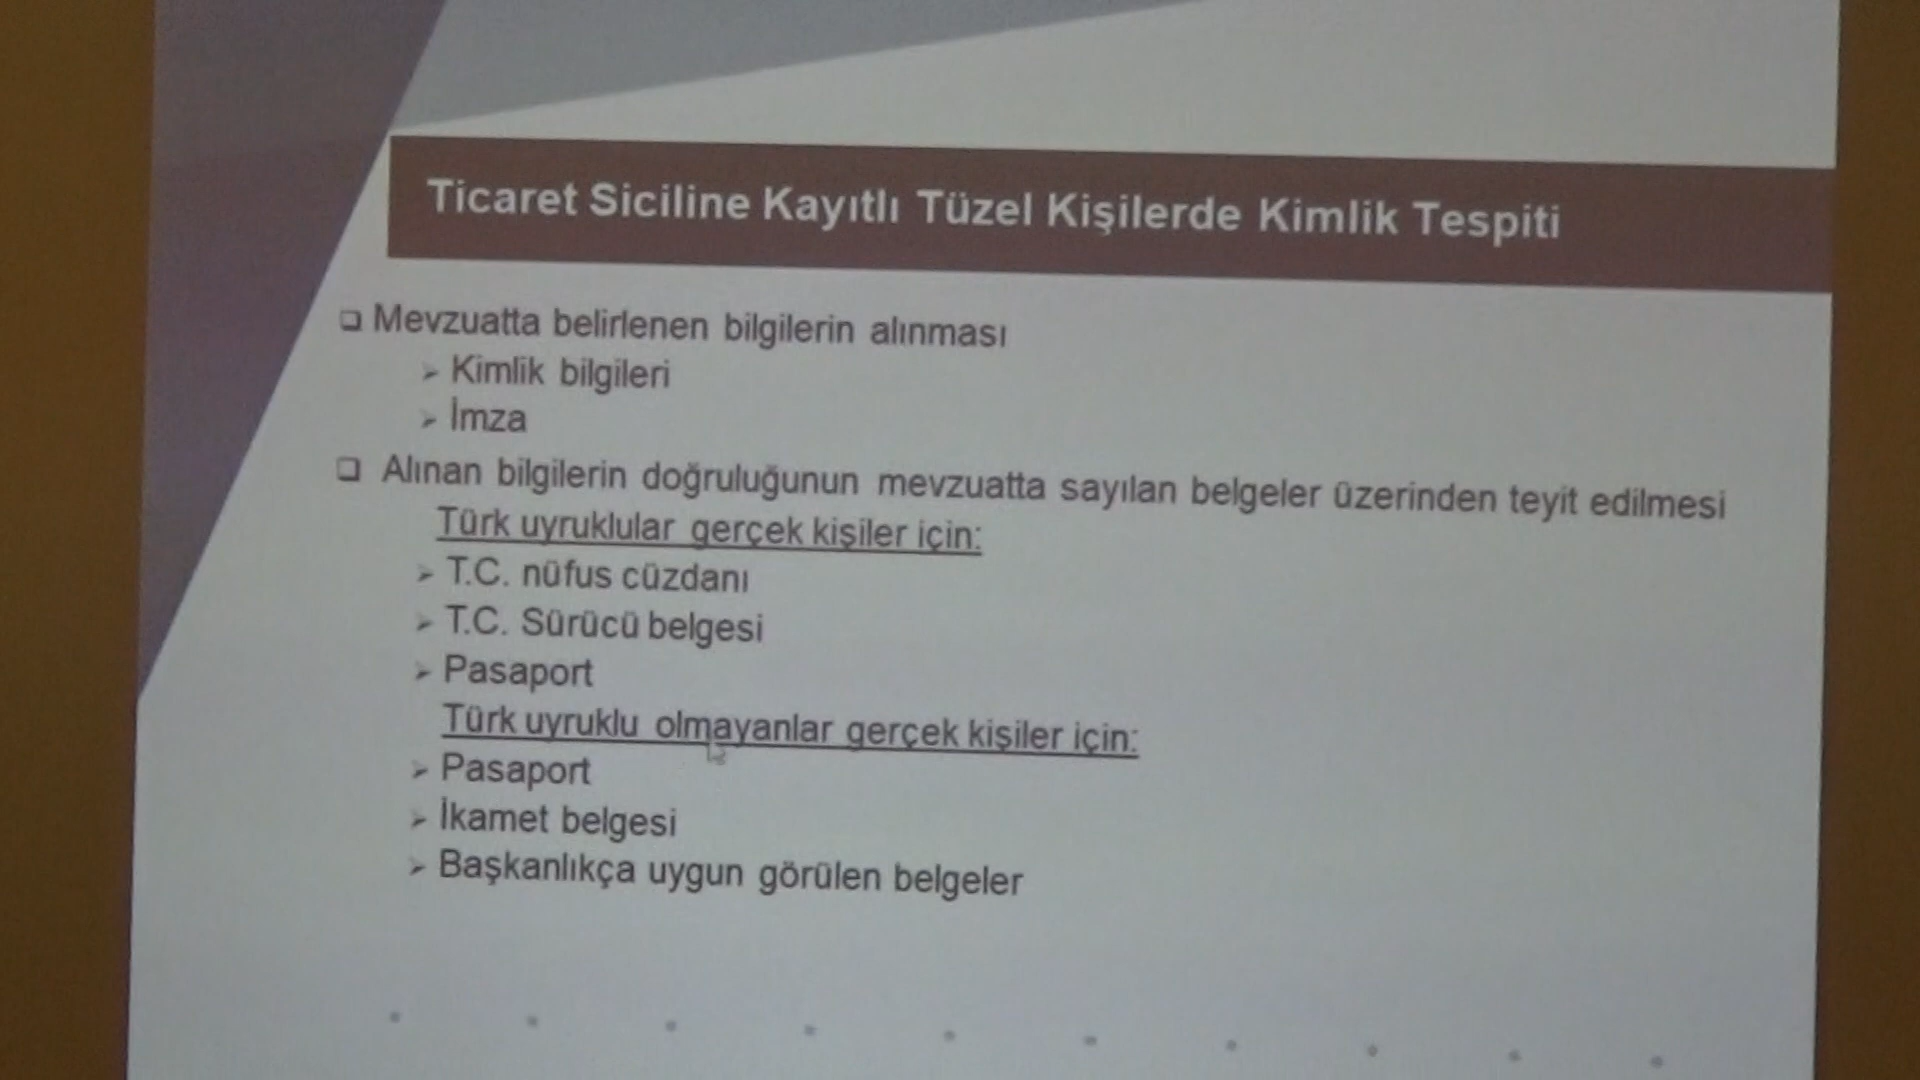 Ticaret Siciline Kayıtlı Tüzel Kişilerde Kimlik Tespiti
Mevzuatta belirlenen bilgilerin alınması
Kimlik bilgileri
İmza
Alınan bilgilerin doğruluğunun mevzuatta sayılan belgeler üzerinden teyit edilmesi
Türk uyruklular gerçek kişiler için:
T.C. nüfus cüzdanı
T.C. Sürücü belgesi
Pasaport
Türk uyruklu olmayanlar gerçek kişiler için:
Pasaport
İkamet belgesi
Başkanlıkça uygun görülen belgeler